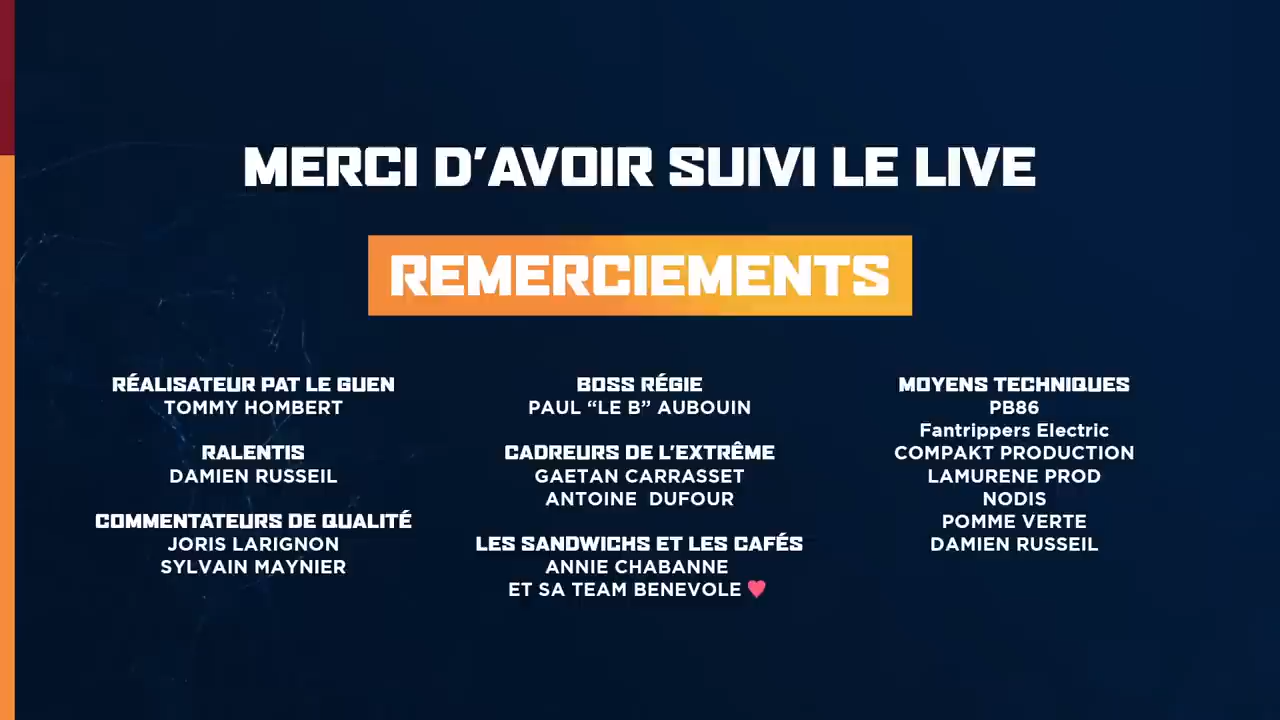 MERCI D’AVOIR SUIVI LE LIVE
REMERCIEMENTS
RÉALISATEUR PAT LE GUEN
TOMMY HOMBERT
RALENTIS
DAMIEN RUSSEIL
COMMENTATEURS DE QUALITÉ
JORIS LARIGNON
SYLVAIN MAYNIER
BOSS RÉGIE
PAUL “LE B” AUBOUIN
CADREURS DE L’EXTRÊME
GAETAN CARRASSET
ANTOINE DUFOUR
LES SANDWICHS ET LES CAFÉS
ANNIE CHABANNE
ET SA TEAM BENEVOLE ♥
MOYENS TECHNIQUES
PB86
Fantrippers Electric
COMPAKT PRODUCTION
LAMURENE PROD
NODIS
POMME VERTE
DAMIEN RUSSEIL